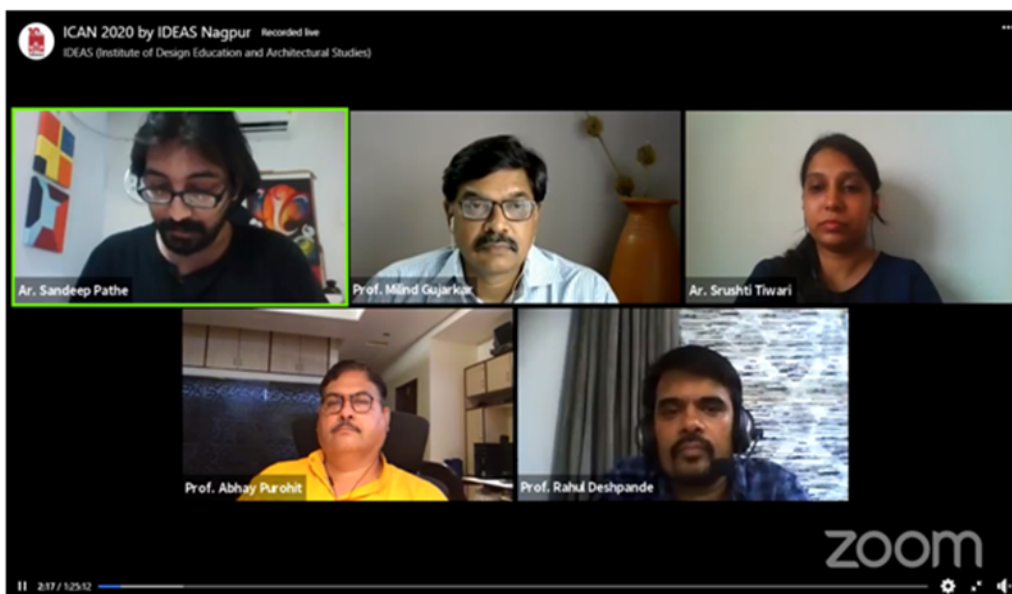 ICAN 2020 by IDEAS Nagpur Recorded live
IDEAS (Institute of Design Education and Architectural Studies)
Ar. Sandeep Pathe
Prof. Milind Gujarkar
Ar. Srushti Tiwari
Prof. Abhay Purohit
Prof. Rahul Deshpande
zoom
2:17 / 1:25:12